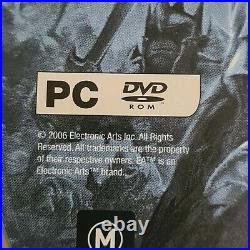 PC DVD
ROM
© 2006 Electronic Arts Inc. All Rights
Reserved. All trademarks are the property
of their respective owners. EA™ is an
Electronic Arts™ brand.
M